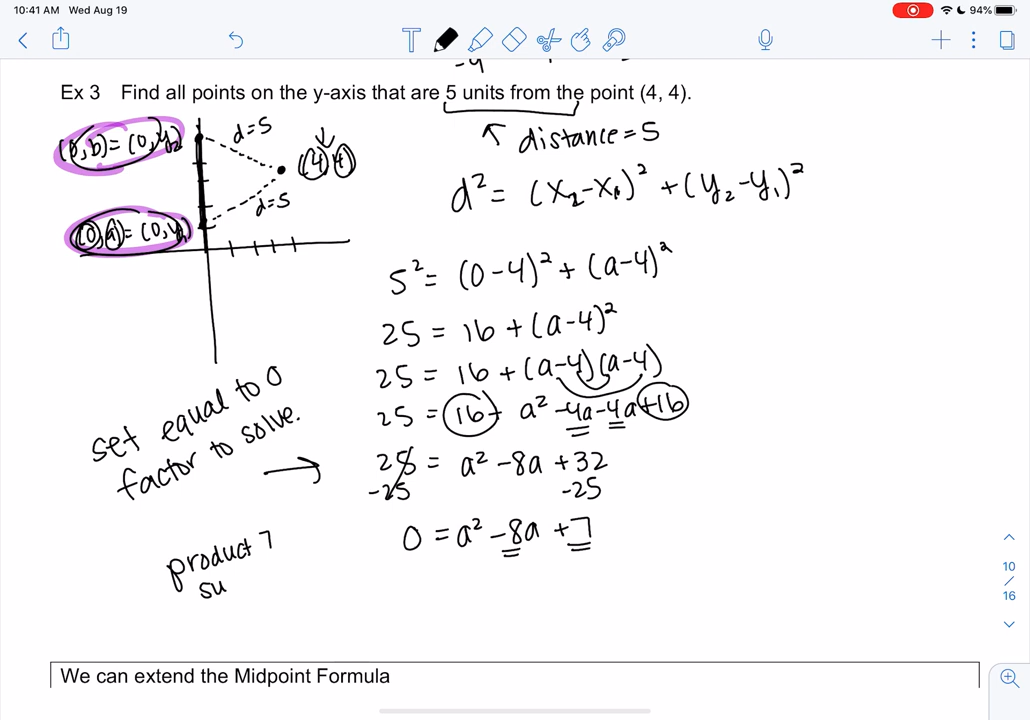 10:41 AM Wed Aug 19
94%
Ex 3 Find all points on the y-axis that are 5 units from the point (4, 4).
distance = 5
(0,b) = (0,y₂)
d=5
(4,4)
d=5
(0,a) = (0,y₁)
d² = (x₂-x₁)² + (y₂-y₁)²
5² = (0-4)² + (a-4)²
25 = 16 + (a-4)²
25 = 16 + (a-4)(a-4)
25 = 16 + a² -4a -4a +16
25 = a² -8a +32
-25 -25
0 = a² -8a +7
set equal to 0
factor to solve.
product 7
su
10
/
16
We can extend the Midpoint Formula